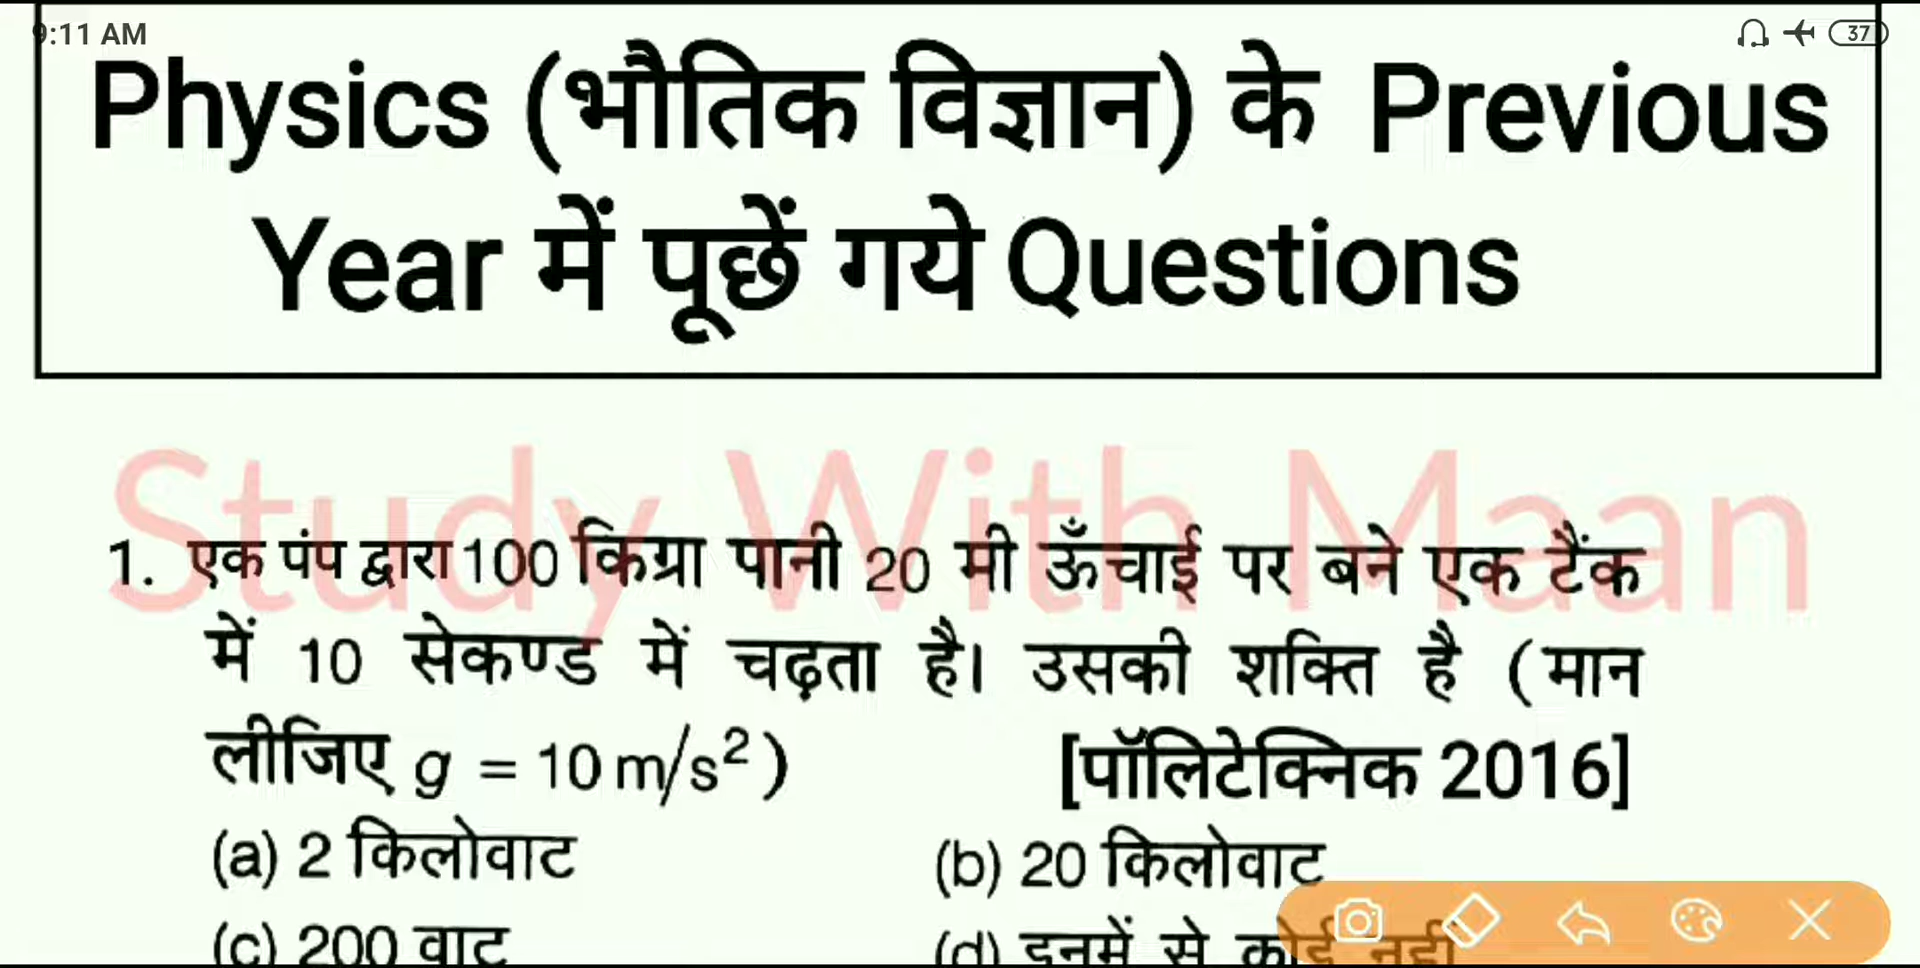 9:11 AM
37
Physics (भौतिक विज्ञान) के Previous
Year में पूछें गये Questions
Study With Maan
1. एक पंप द्वारा 100 किग्रा पानी 20 मी ऊँचाई पर बने एक टैंक
में 10 सेकण्ड में चढ़ता है। उसकी शक्ति है (मान
लीजिए g = 10 m/s²) [पॉलिटेक्निक 2016]
(a) 2 किलोवाट (b) 20 किलोवाट
(c) 200 वाट (d) इनमें से कोई नहीं